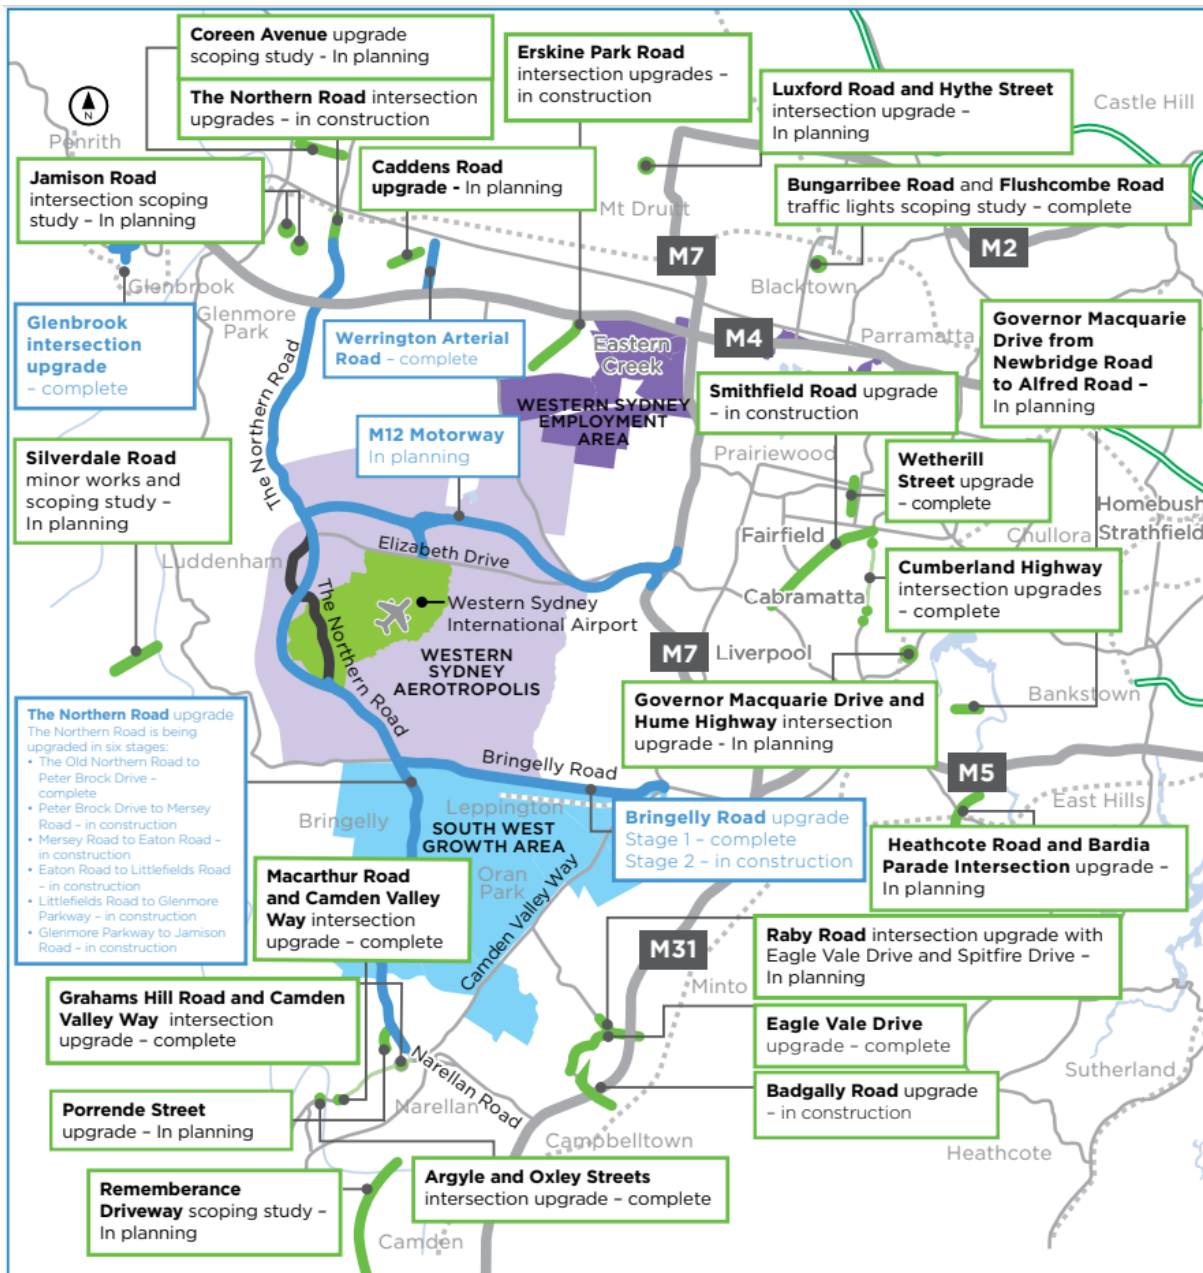 Coreen Avenue upgrade
scoping study - In planning
The Northern Road intersection
upgrades – in construction
Erskine Park Road
intersection upgrades –
in construction
Luxford Road and Hythe Street
intersection upgrade –
In planning
Castle Hill
N
Penrith
Jamison Road
intersection scoping
study – In planning
Caddens Road
upgrade - In planning
Mt Druitt
Bungarribee Road and Flushcombe Road
traffic lights scoping study – complete
M7
M2
Blacktown
Glenbrook
Glenmore
Park
Glenbrook
intersection
upgrade
– complete
The Northern Road
Werrington Arterial
Road – complete
Eastern
Creek
M4
Parramatta
Governor Macquarie
Drive from
Newbridge Road
to Alfred Road –
In planning
WESTERN SYDNEY
EMPLOYMENT
AREA
Smithfield Road upgrade
– in construction
M12 Motorway
In planning
Prairiewood
Silverdale Road
minor works and
scoping study –
In planning
Wetherill
Street upgrade
– complete
Homebush
Strathfield
Chullora
Fairfield
Luddenham
Elizabeth Drive
Cumberland Highway
intersection upgrades
– complete
Cabramatta
The Northern Road
Western Sydney
International Airport
M7
Liverpool
WESTERN
SYDNEY
AEROTROPOLIS
Governor Macquarie Drive and
Hume Highway intersection
upgrade - In planning
Bankstown
The Northern Road upgrade
The Northern Road is being
upgraded in six stages:
• The Old Northern Road to
Peter Brock Drive –
complete
• Peter Brock Drive to Mersey
Road – in construction
• Mersey Road to Eaton Road –
in construction
• Eaton Road to Littlefields Road
– in construction
• Littlefields Road to Glenmore
Parkway – in construction
• Glenmore Parkway to Jamison
Road – in construction
Bringelly Road
M5
East Hills
Bringelly
Leppington
SOUTH WEST
GROWTH AREA
Bringelly Road upgrade
Stage 1 – complete
Stage 2 – in construction
Heathcote Road and Bardia
Parade Intersection upgrade –
In planning
Oran
Park
Camden Valley Way
Macarthur Road
and Camden Valley
Way intersection
upgrade – complete
M31
Raby Road intersection upgrade with
Eagle Vale Drive and Spitfire Drive –
In planning
Minto
Grahams Hill Road and Camden
Valley Way intersection
upgrade – complete
Eagle Vale Drive
upgrade – complete
Sutherland
Narellan Road
Badgally Road upgrade
– in construction
Porrende Street
upgrade – In planning
Narellan
Campbelltown
Heathcote
Rememberance
Driveway scoping study –
In planning
Argyle and Oxley Streets
intersection upgrade – complete
Camden